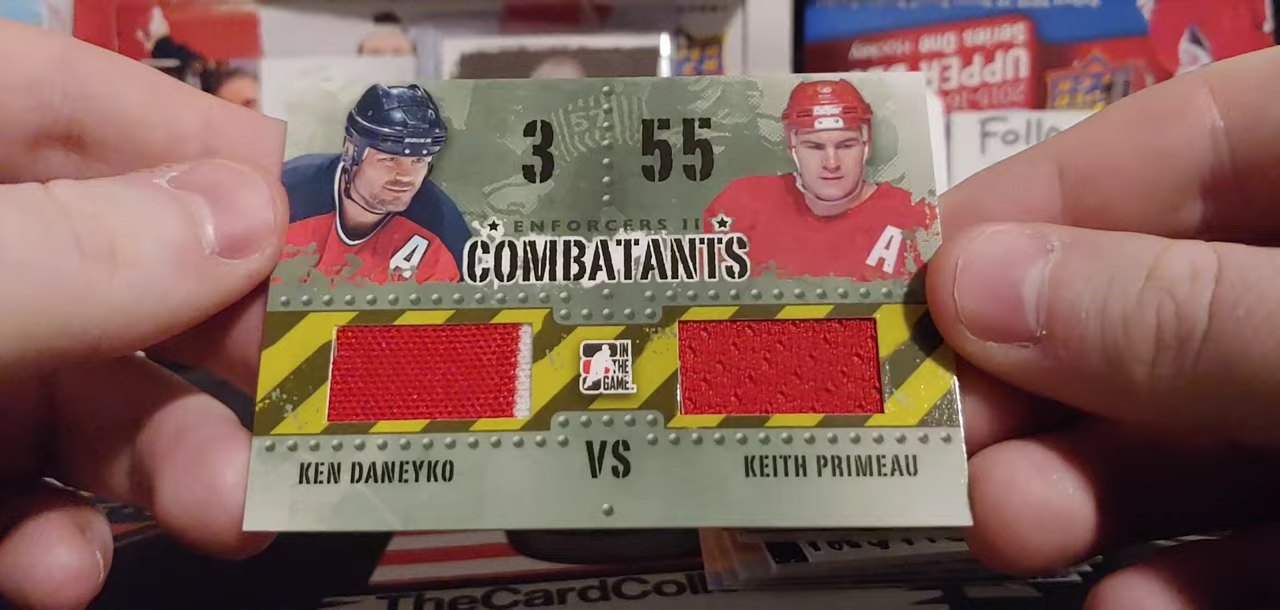 2015-16
UPPER
Series One Hockey
Follo
57
3 55
ENFORCERS II
COMBATANTS
A
A
IN
THE
GAME
VS
KEN DANEYKO
KEITH PRIMEAU
TheCardColl